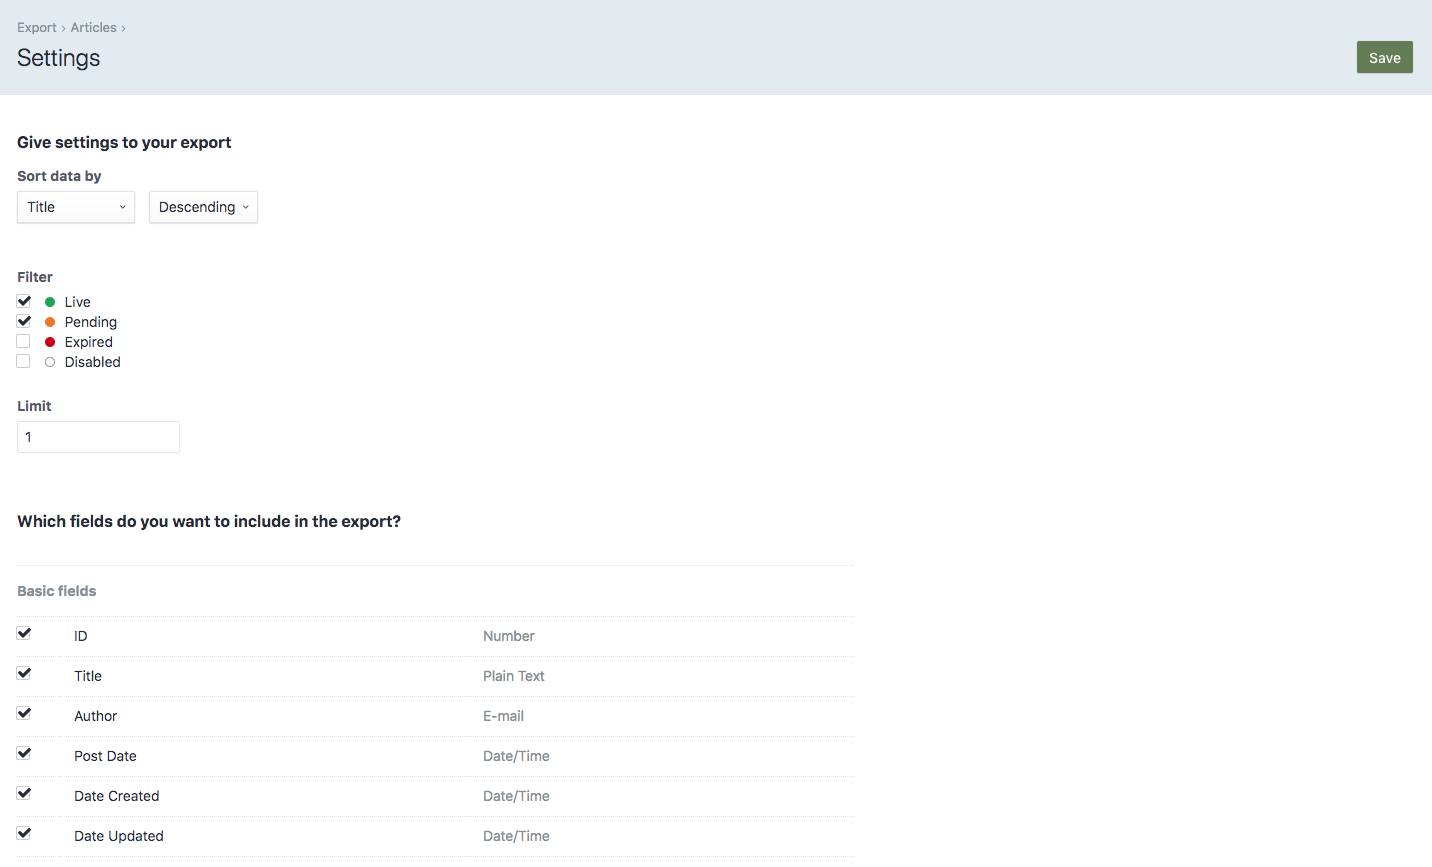 Export › Articles ›
Settings
Save
Give settings to your export
Sort data by
Title Descending
Filter
Live
Pending
Expired
Disabled
Limit
1
Which fields do you want to include in the export?
Basic fields
ID Number
Title Plain Text
Author E-mail
Post Date Date/Time
Date Created Date/Time
Date Updated Date/Time